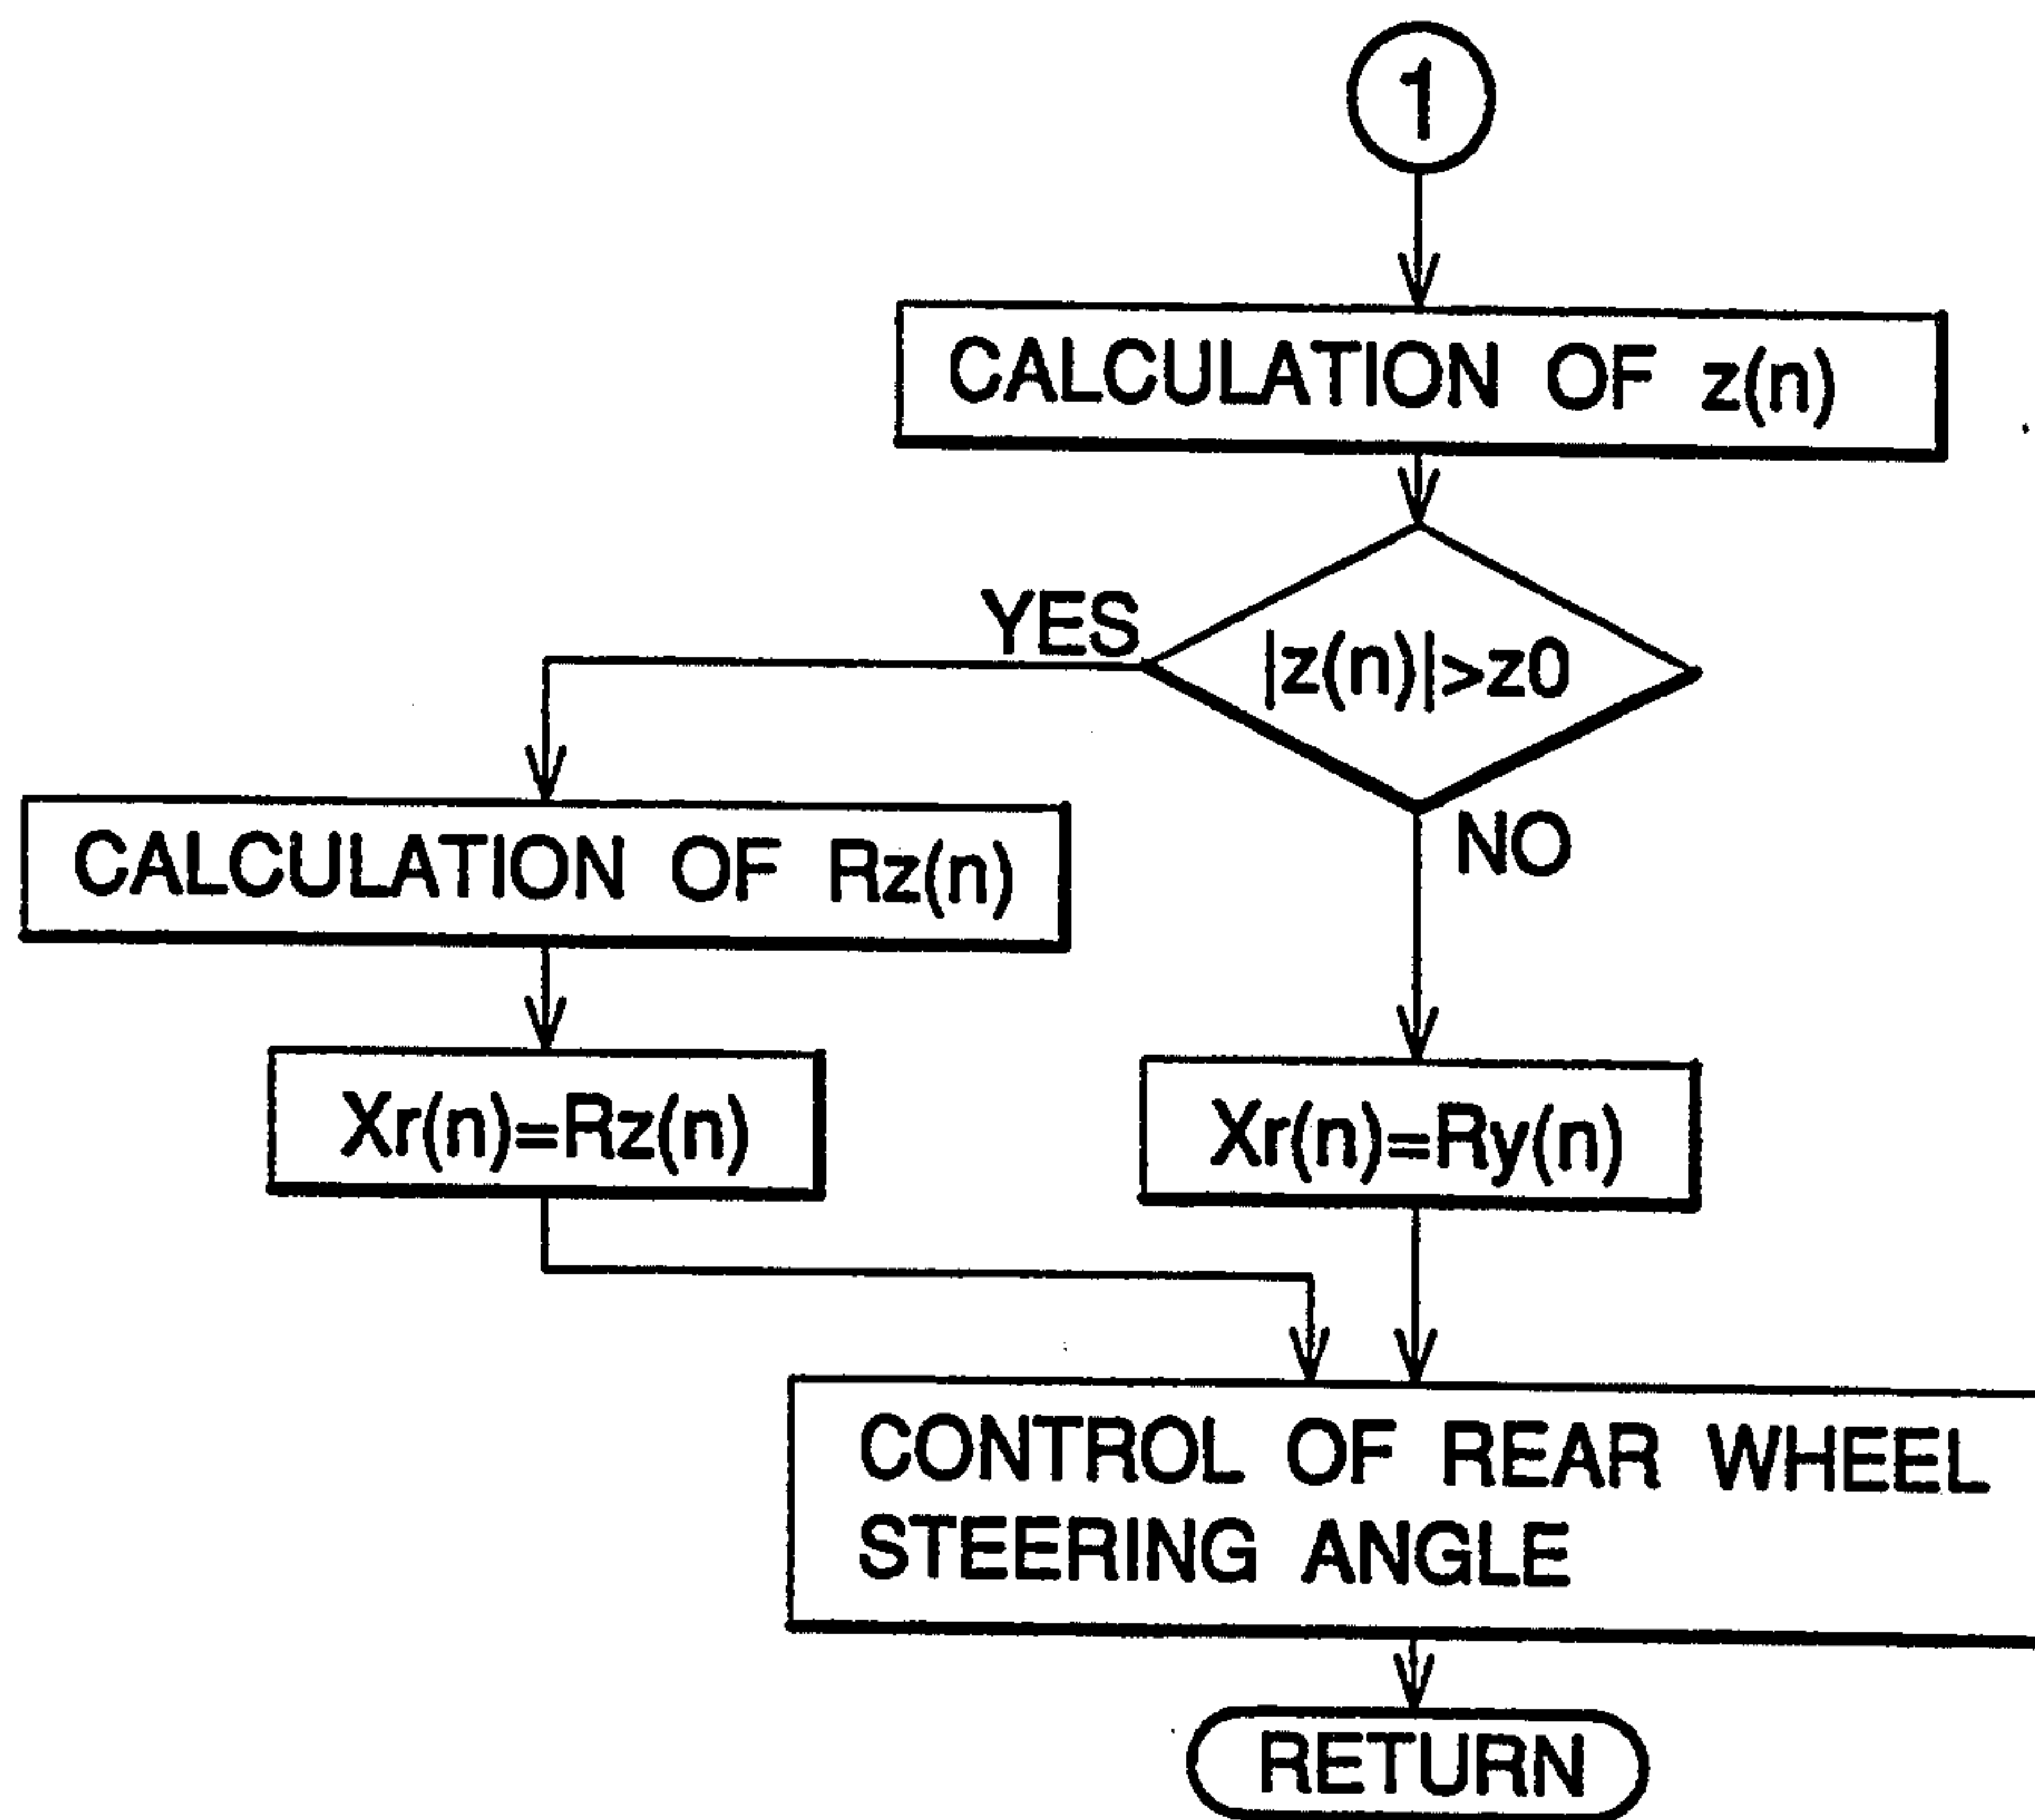 1
CALCULATION OF z(n)
YES
|z(n)|>z0
NO
CALCULATION OF Rz(n)
Xr(n)=Rz(n)
Xr(n)=Ry(n)
CONTROL OF REAR WHEEL
STEERING ANGLE
RETURN